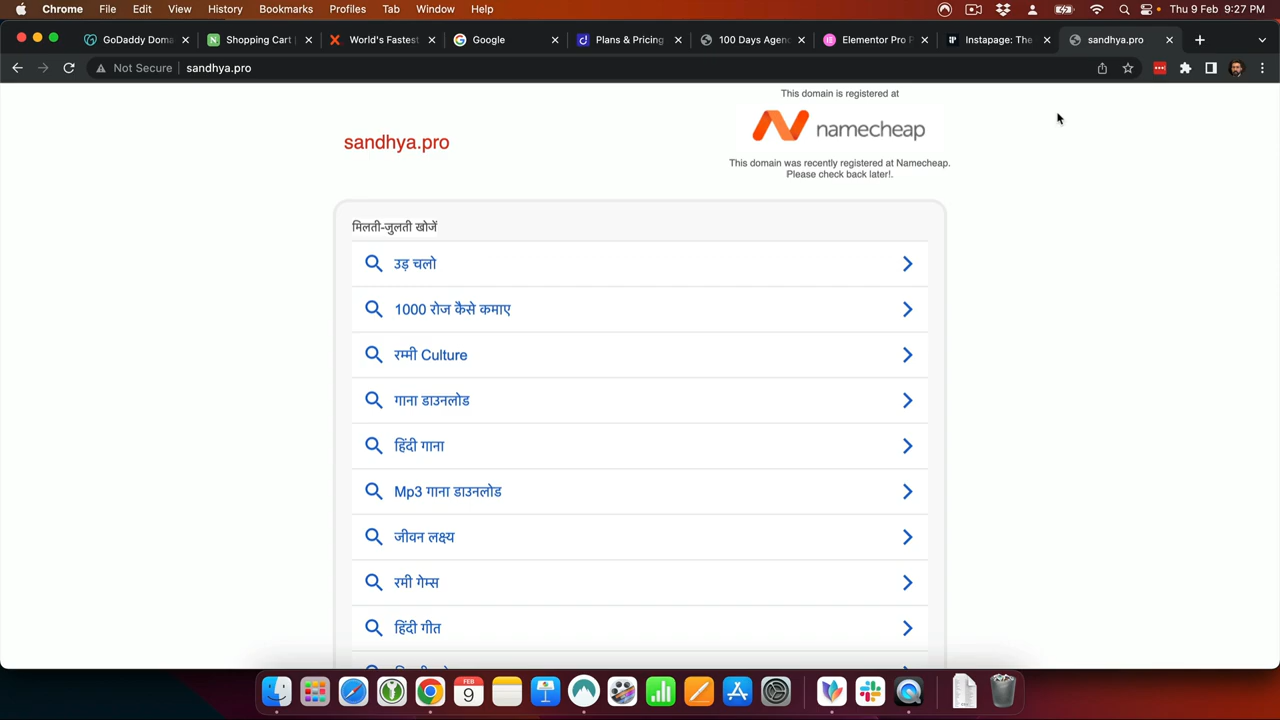 Chrome File Edit View History Bookmarks Profiles Tab Window Help Thu 9 Feb 9:27 PM
GoDaddy Doma Shopping Cart World's Fastest Google Plans & Pricing 100 Days Agen Elementor Pro Instapage: The sandhya.pro
Not Secure sandhya.pro
This domain is registered at
namecheap
sandhya.pro
This domain was recently registered at Namecheap.
Please check back later!.
मिलती-जुलती खोजें
उड़ चलो
1000 रोज कैसे कमाए
रम्मी Culture
गाना डाउनलोड
हिंदी गाना
Mp3 गाना डाउनलोड
जीवन लक्ष्य
रमी गेम्स
हिंदी गीत
FEB
9